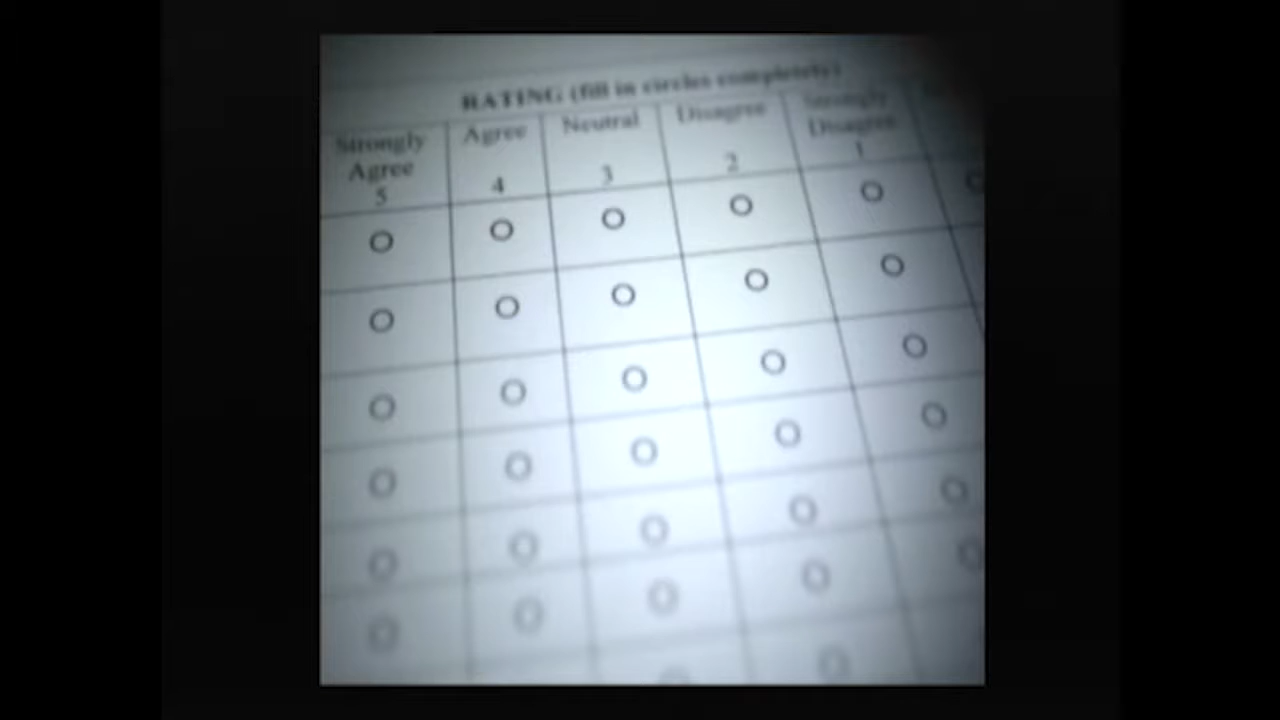 RATING (fill in circles completely)
Strongly Agree 5
Agree 4
Neutral 3
Disagree 2
Strongly Disagree 1